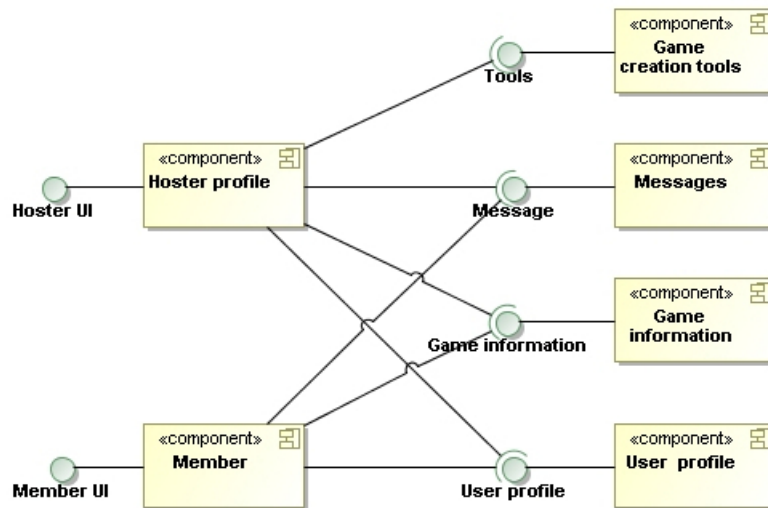 «component»
Game
creation tools
Tools
«component»
Hoster profile
Hoster UI
Message
«component»
Messages
Game information
«component»
Game
information
«component»
Member
Member UI
User profile
«component»
User profile